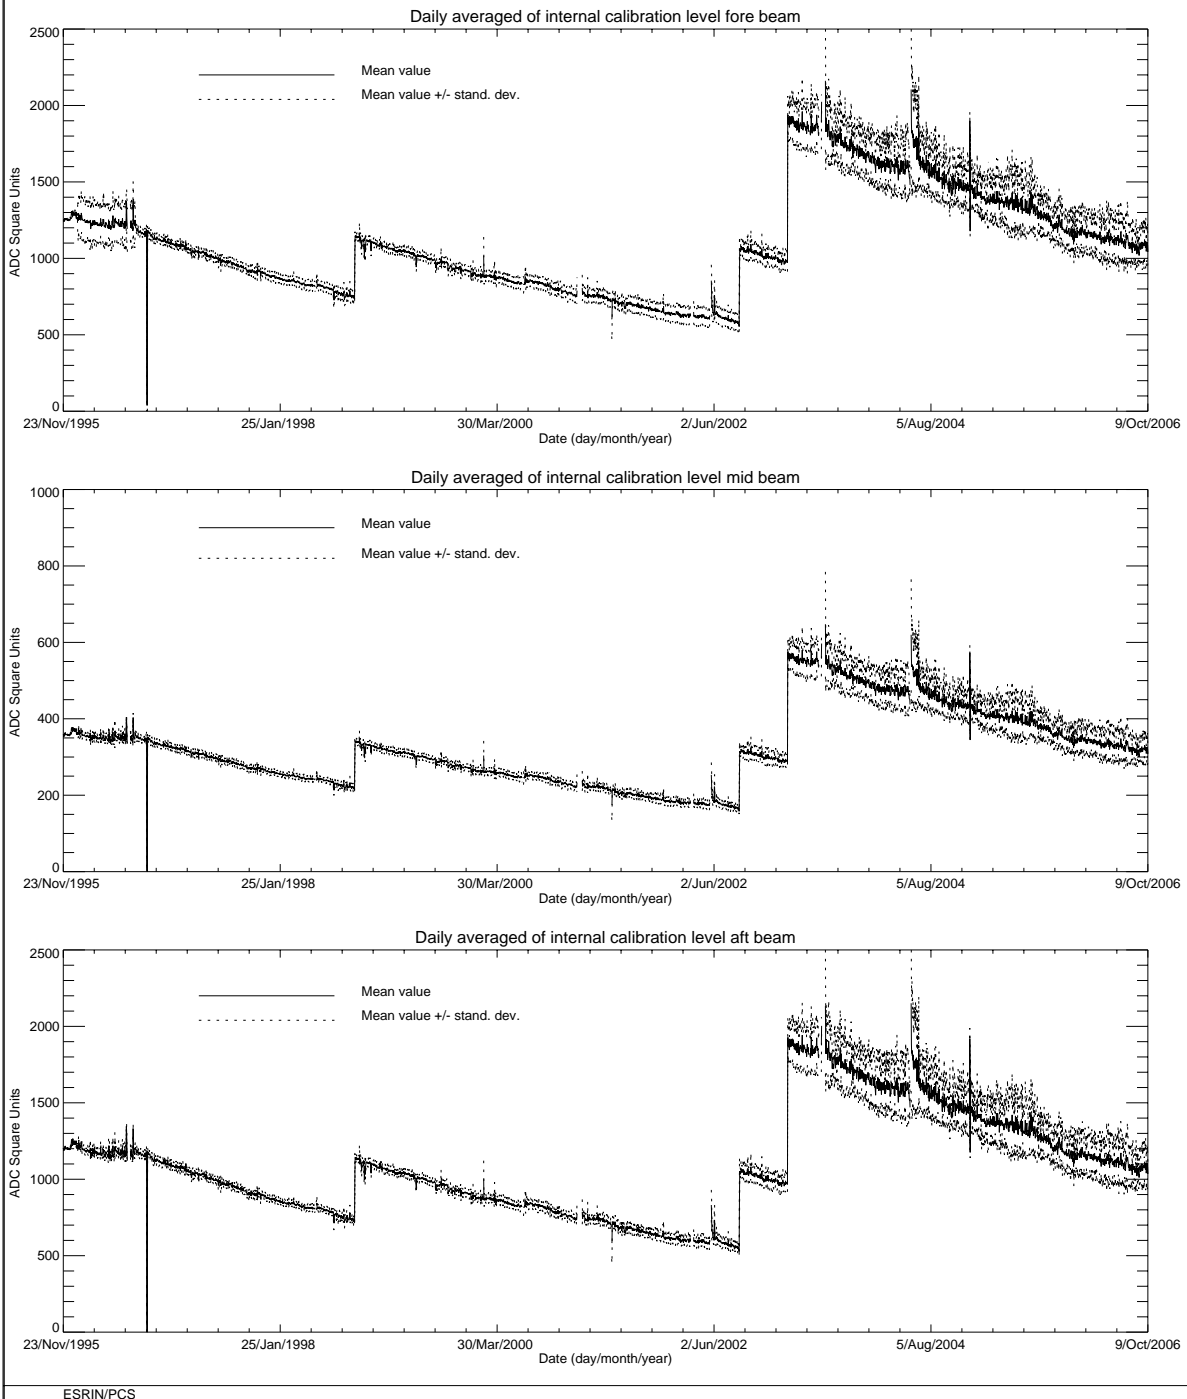 Daily averaged of internal calibration level fore beam
2500
2000
1500
1000
500
0
ADC Square Units
Mean value
Mean value +/- stand. dev.
23/Nov/1995 25/Jan/1998 30/Mar/2000 2/Jun/2002 5/Aug/2004 9/Oct/2006
Date (day/month/year)
Daily averaged of internal calibration level mid beam
1000
800
600
400
200
0
ADC Square Units
Mean value
Mean value +/- stand. dev.
23/Nov/1995 25/Jan/1998 30/Mar/2000 2/Jun/2002 5/Aug/2004 9/Oct/2006
Date (day/month/year)
Daily averaged of internal calibration level aft beam
2500
2000
1500
1000
500
0
ADC Square Units
Mean value
Mean value +/- stand. dev.
23/Nov/1995 25/Jan/1998 30/Mar/2000 2/Jun/2002 5/Aug/2004 9/Oct/2006
Date (day/month/year)
ESRIN/PCS